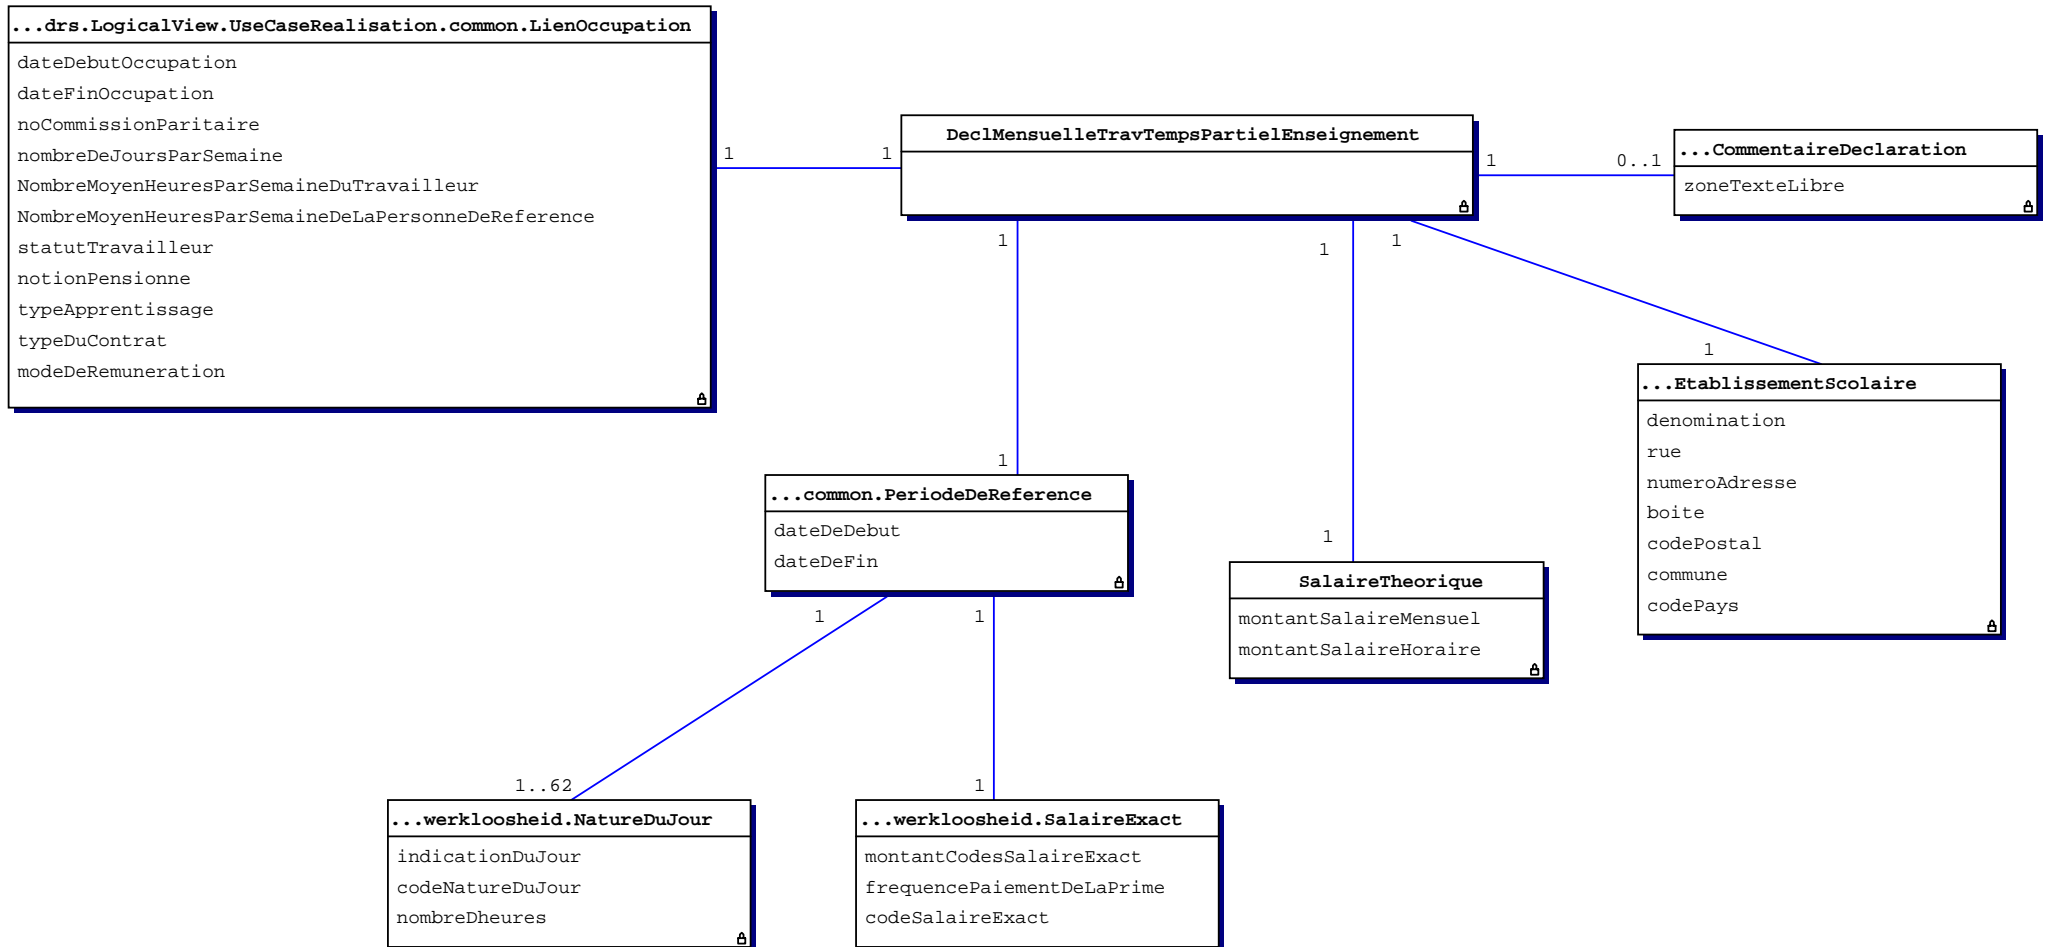 ...drs.LogicalView.UseCaseRealisation.common.LienOccupation
dateDebutOccupation
dateFinOccupation
noCommissionParitaire
nombreDeJoursParSemaine
NombreMoyenHeuresParSemaineDuTravailleur
NombreMoyenHeuresParSemaineDeLaPersonneDeReference
statutTravailleur
notionPensionne
typeApprentissage
typeDuContrat
modeDeRemuneration
1
1
DeclMensuelleTravTempsPartielEnseignement
1
0..1
...CommentaireDeclaration
zoneTexteLibre
1
1
1
1
1
1
...EtablissementScolaire
denomination
rue
numeroAdresse
boite
codePostal
commune
codePays
...common.PeriodeDeReference
dateDeDebut
dateDeFin
SalaireTheorique
montantSalaireMensuel
montantSalaireHoraire
1
1
1..62
1
...werkloosheid.NatureDuJour
indicationDuJour
codeNatureDuJour
nombreDheures
...werkloosheid.SalaireExact
montantCodesSalaireExact
frequencePaiementDeLaPrime
codeSalaireExact